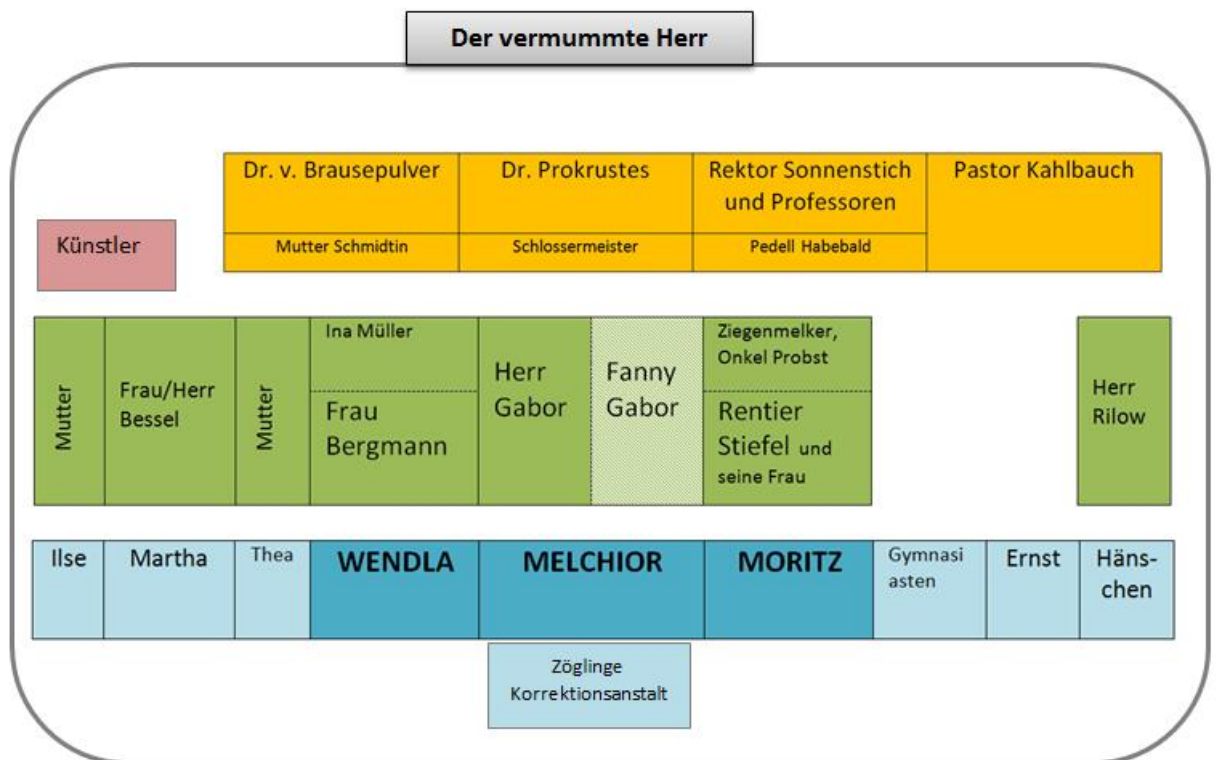 Der vermummte Herr
Dr. v. Brausepulver
Dr. Prokrustes
Rektor Sonnenstich
und Professoren
Pastor Kahlbauch
Mutter Schmidtin
Schlossermeister
Pedell Habebald
Künstler
Mutter
Frau/Herr
Bessel
Mutter
Ina Müller
Frau
Bergmann
Herr
Gabor
Fanny
Gabor
Ziegenmelker,
Onkel Probst
Rentier
Stiefel und
seine Frau
Herr
Rilow
Ilse
Martha
Thea
WENDLA
MELCHIOR
MORITZ
Gymnasi
asten
Ernst
Häns-
chen
Zöglinge
Korrektionsanstalt